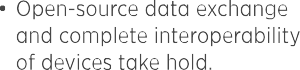 • Open-source data exchange
and complete interoperability
of devices take hold.